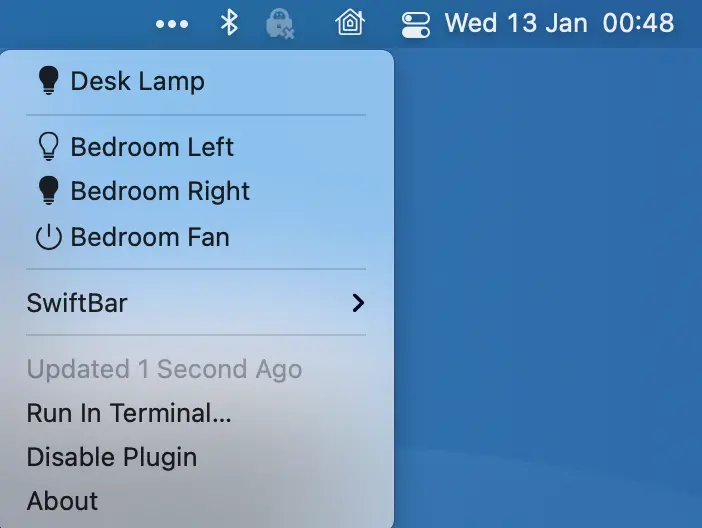 Wed 13 Jan 00:48
Desk Lamp
Bedroom Left
Bedroom Right
Bedroom Fan
SwiftBar
Updated 1 Second Ago
Run In Terminal...
Disable Plugin
About